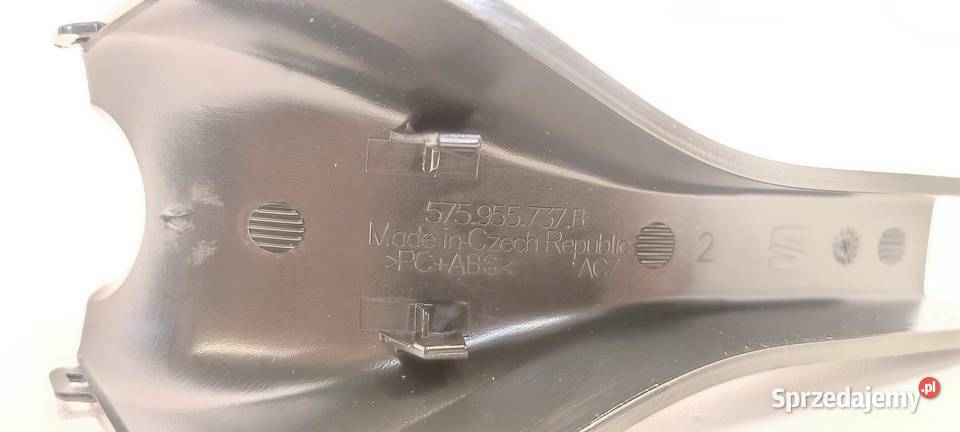 575.955.737.B
Made in Czech Republic
>PC+ABS<
AC7
2
Sprzedajemy.pl